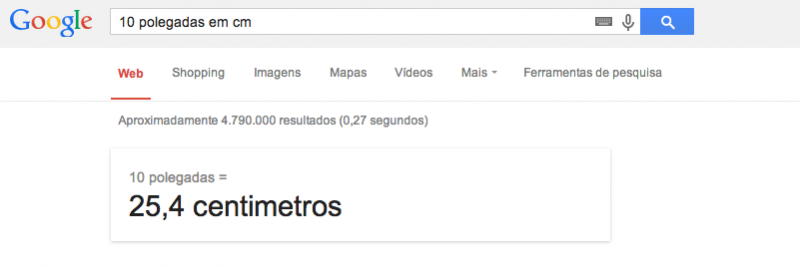 Google 10 polegadas em cm
Web Shopping Imagens Mapas Vídeos Mais Ferramentas de pesquisa
Aproximadamente 4.790.000 resultados (0,27 segundos)
10 polegadas =
25,4 centimetros